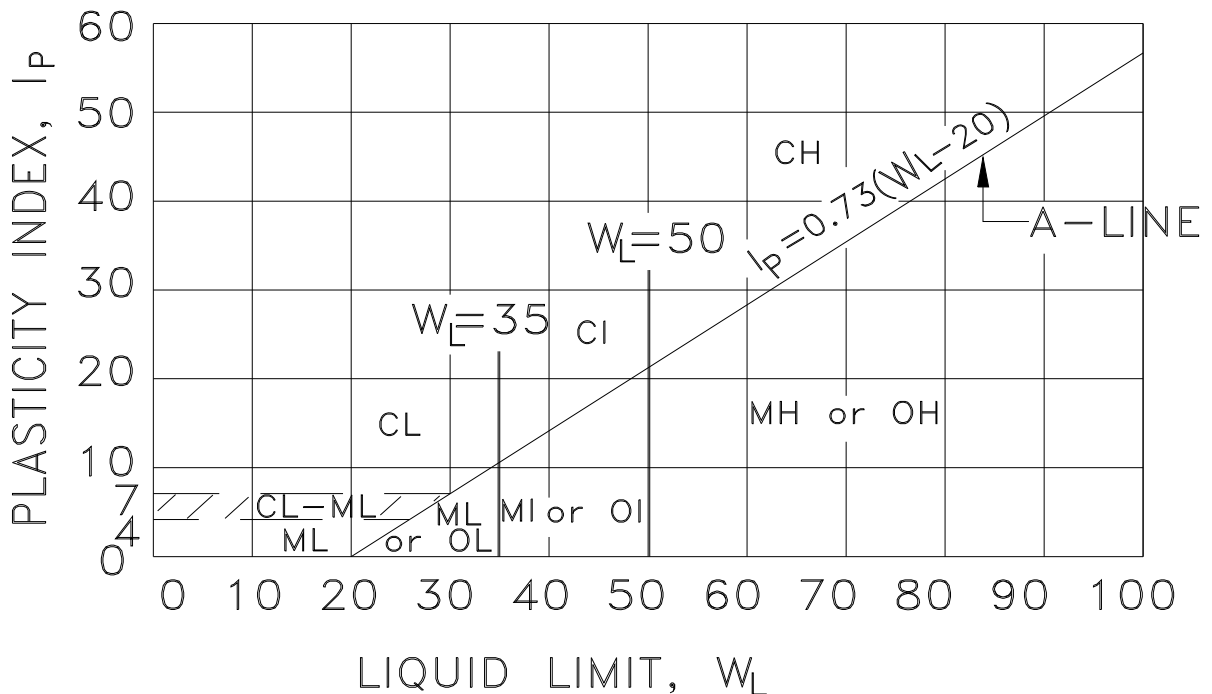 60
50
40
30
20
10
7
4
0
PLASTICITY INDEX, IP
CH
IP=0.73(WL-20)
A-LINE
WL=50
WL=35
CI
CL
MH or OH
CL-ML
ML
MI or OI
ML
or OL
0 10 20 30 40 50 60 70 80 90 100
LIQUID LIMIT, WL